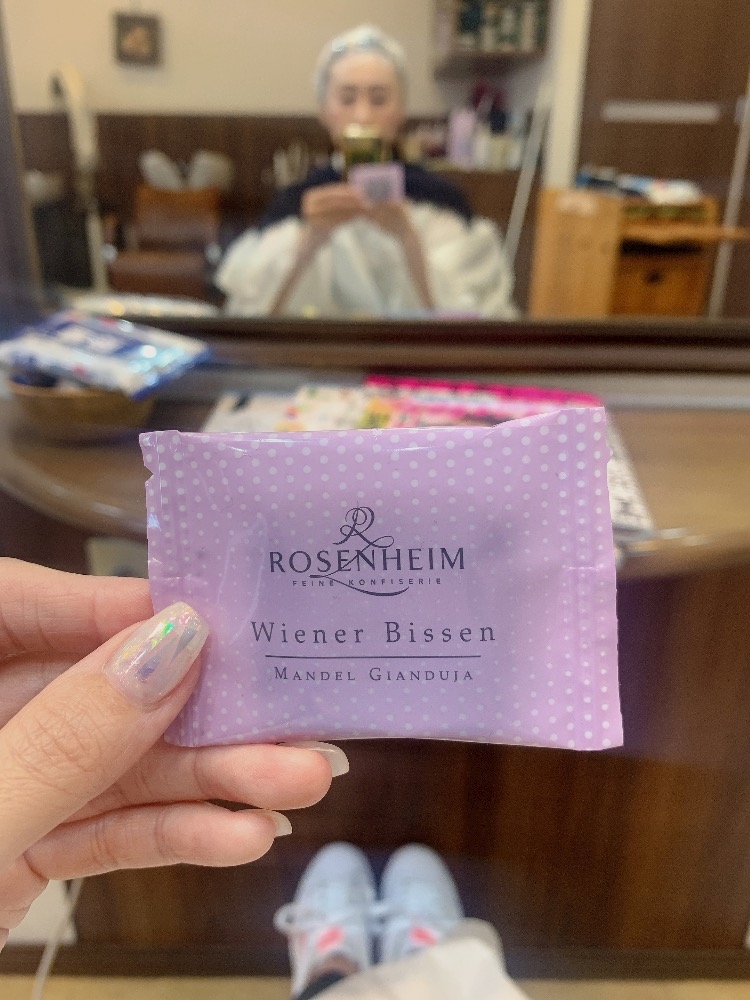 ROSENHEIM
FEINE KONFISERIE
Wiener Bissen
MANDEL GIANDUJA